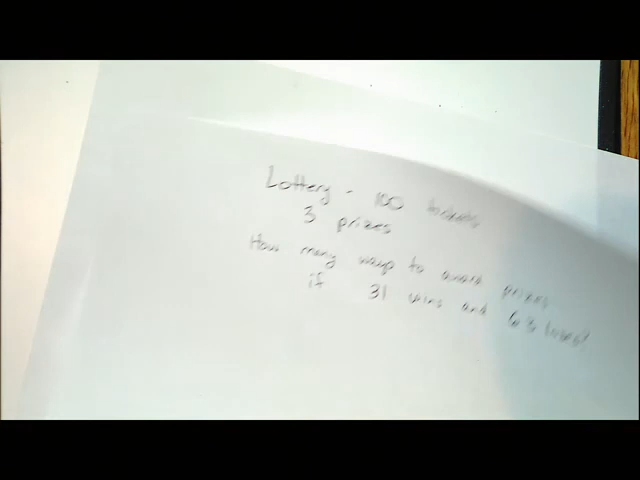 Lottery - 100 tickets
3 prizes
How many ways to award prizes
if 31 wins and 63 loses?